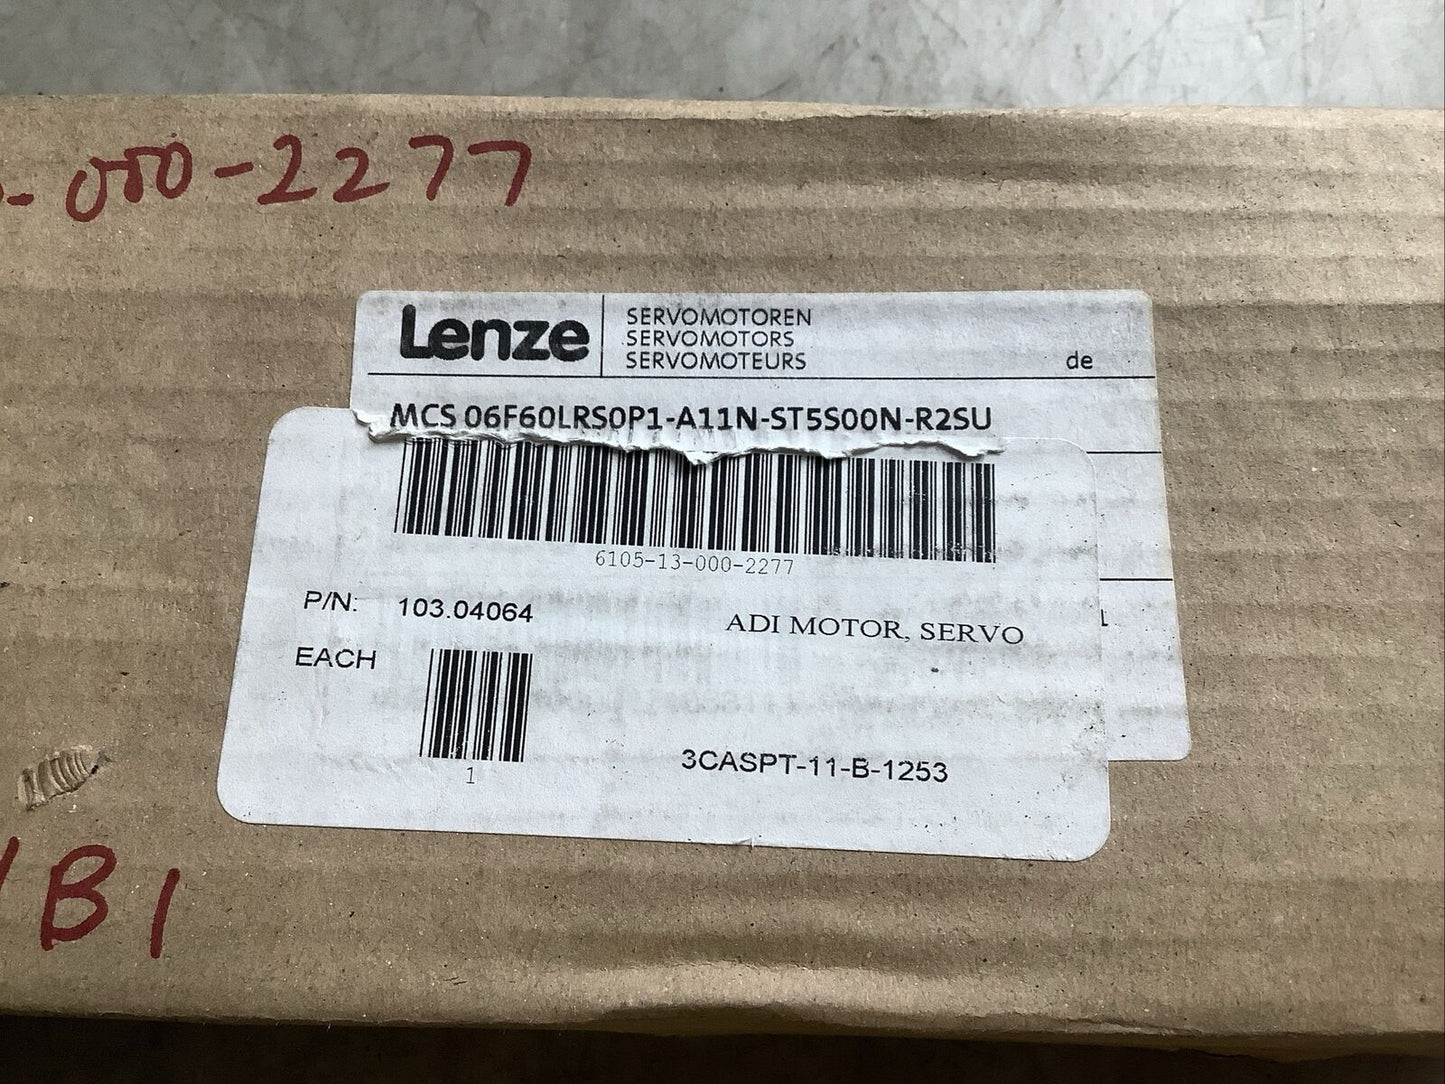 -000-2277
Lenze
SERVOMOTOREN
SERVOMOTORS
SERVOMOTEURS
de
MCS 06F60LRS0P1-A11N-ST5S00N-R2SU
6105-13-000-2277
P/N: 103.04064
ADI MOTOR, SERVO
EACH
1
3CASPT-11-B-1253
B1